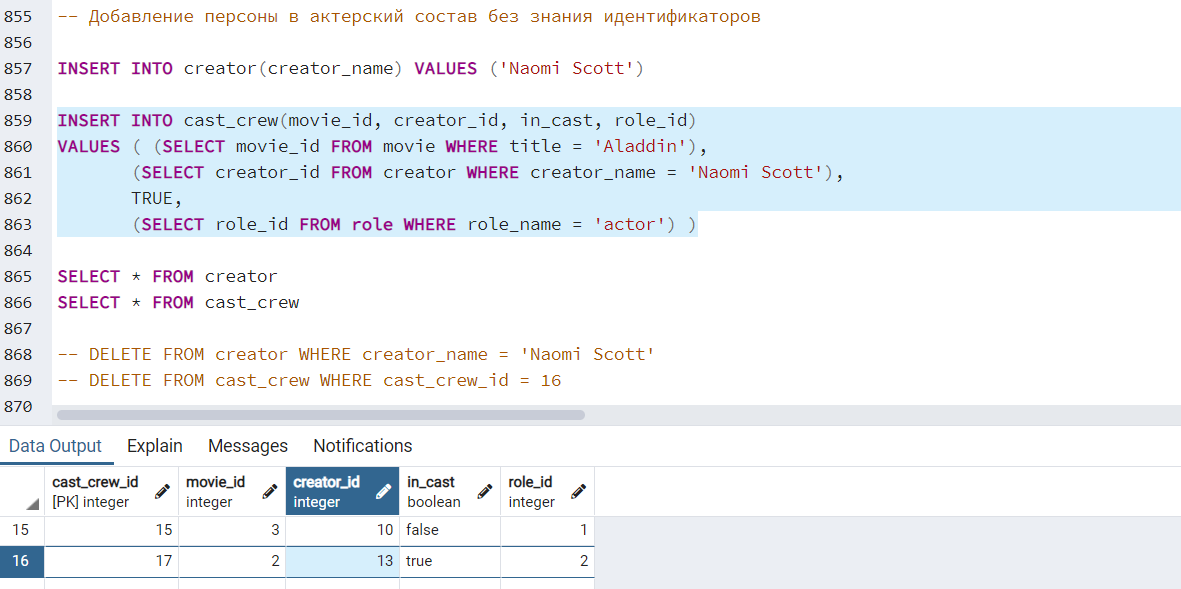 855 -- Добавление персоны в актерский состав без знания идентификаторов
856
857 INSERT INTO creator(creator_name) VALUES ('Naomi Scott')
858
859 INSERT INTO cast_crew(movie_id, creator_id, in_cast, role_id)
860 VALUES ( (SELECT movie_id FROM movie WHERE title = 'Aladdin'),
861 (SELECT creator_id FROM creator WHERE creator_name = 'Naomi Scott'),
862 TRUE,
863 (SELECT role_id FROM role WHERE role_name = 'actor') )
864
865 SELECT * FROM creator
866 SELECT * FROM cast_crew
867
868 -- DELETE FROM creator WHERE creator_name = 'Naomi Scott'
869 -- DELETE FROM cast_crew WHERE cast_crew_id = 16
870
Data Output Explain Messages Notifications
cast_crew_id movie_id creator_id in_cast role_id
[PK] integer integer integer boolean integer
15 15 3 10 false 1
16 17 2 13 true 2